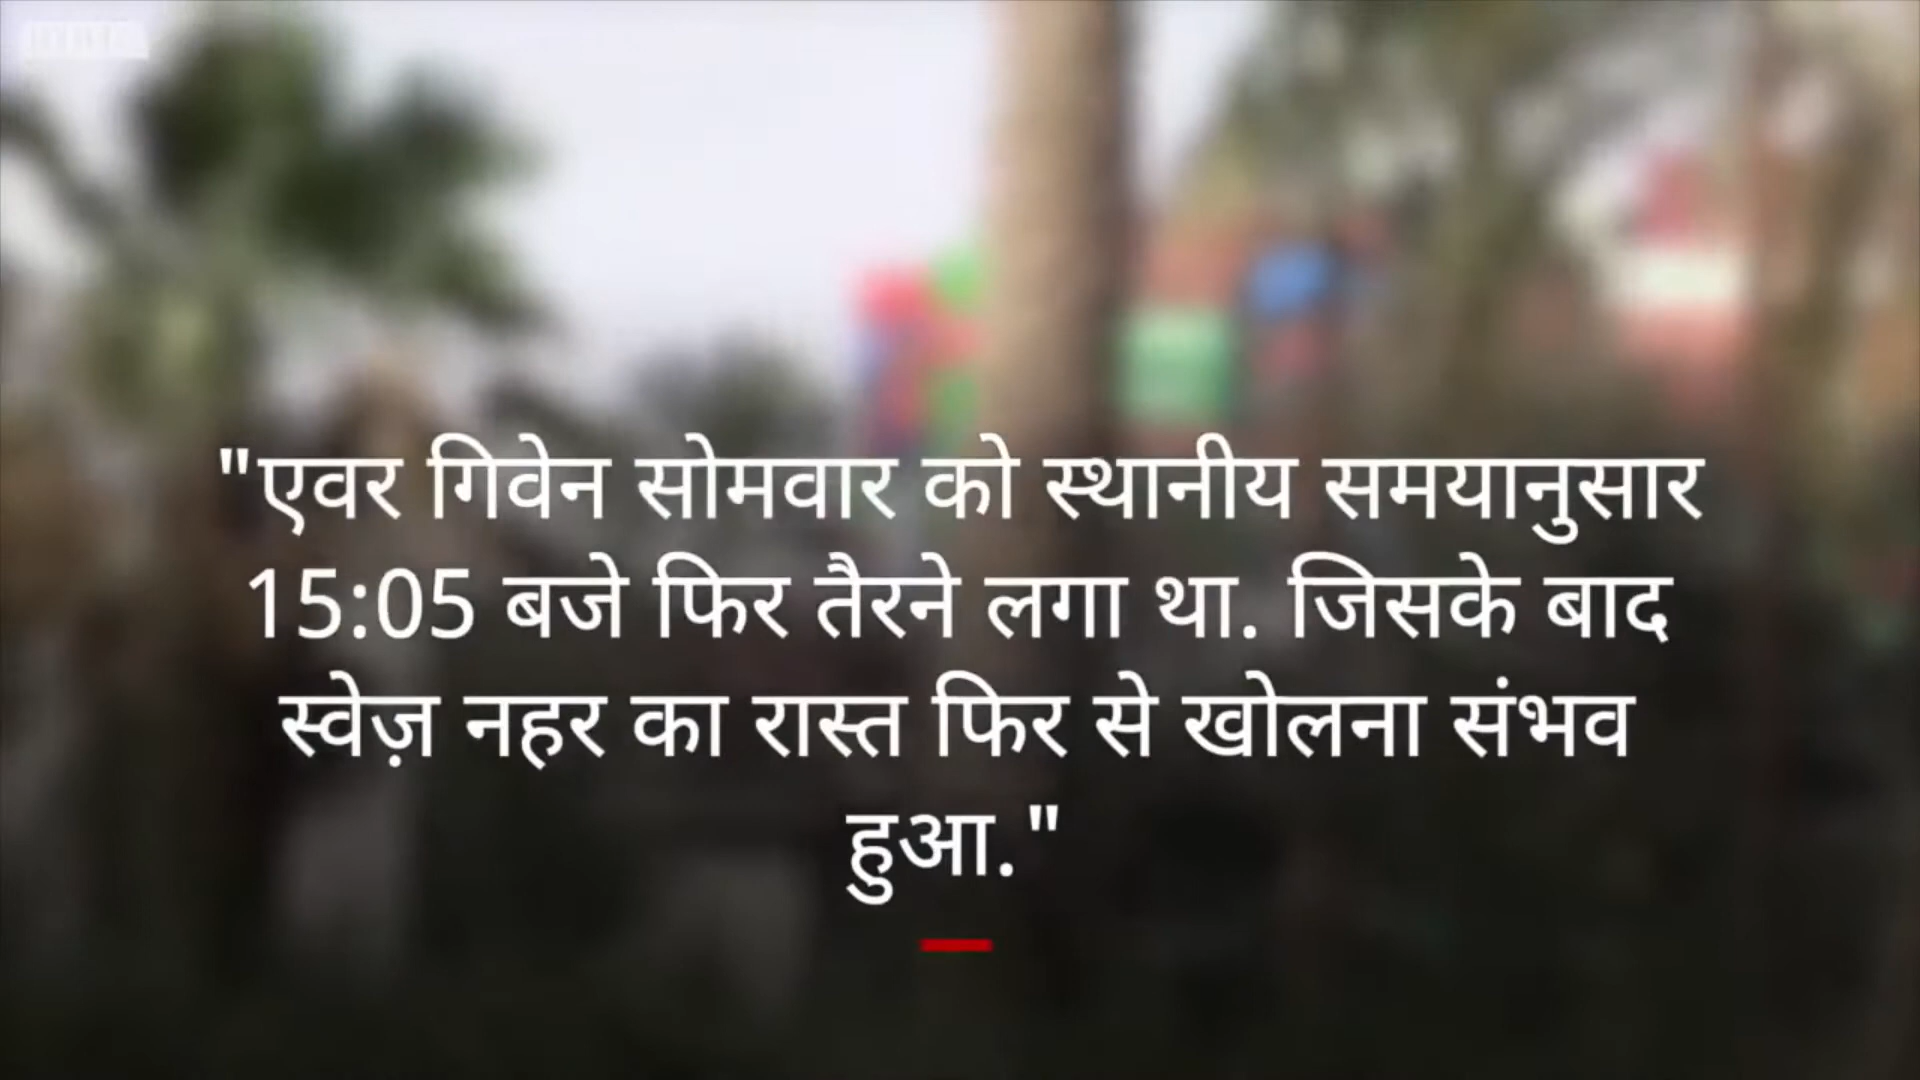 "एवर गिवेन सोमवार को स्थानीय समयानुसार
15:05 बजे फिर तैरने लगा था. जिसके बाद
स्वेज़ नहर का रास्त फिर से खोलना संभव
हुआ."